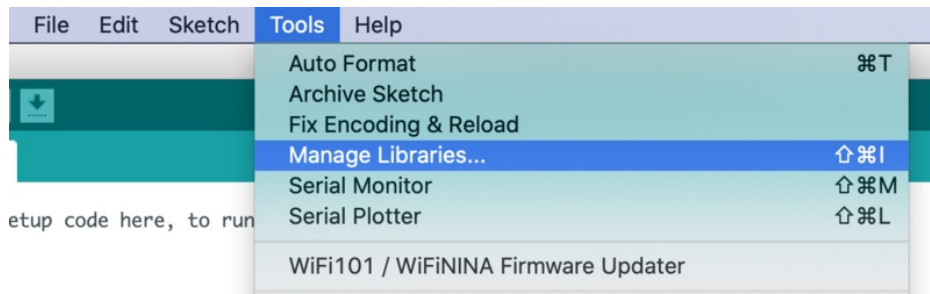 File Edit Sketch Tools Help
Auto Format ⌘T
Archive Sketch
Fix Encoding & Reload
Manage Libraries... ⇧⌘I
Serial Monitor ⇧⌘M
Serial Plotter ⇧⌘L
etup code here, to run
WiFi101 / WiFiNINA Firmware Updater